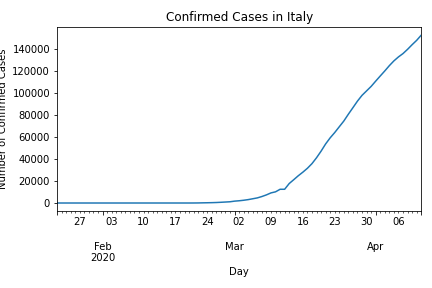 Confirmed Cases in Italy
Number of Confirmed Cases
140000
120000
100000
80000
60000
40000
20000
0
27 03 10 17 24 02 09 16 23 30 06
Feb Mar Apr
2020
Day